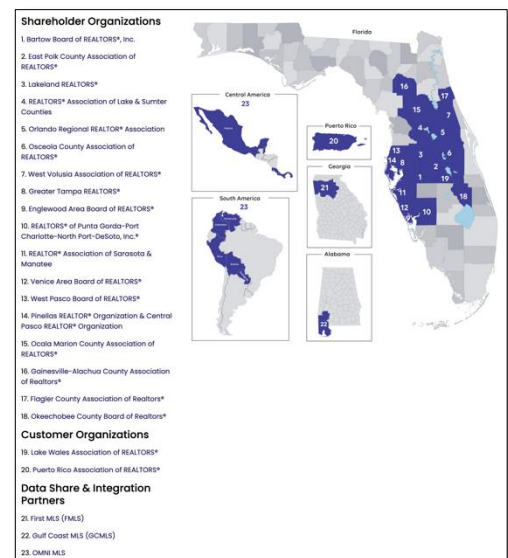 Shareholder Organizations
1. Bartow Board of REALTORS®, Inc.
2. East Polk County Association of
REALTORS®
3. Lakeland REALTORS®
4. REALTORS® Association of Lake & Sumter
Counties
5. Orlando Regional REALTOR® Association
6. Osceola County Association of
REALTORS®
7. West Volusia Association of REALTORS®
8. Greater Tampa REALTORS®
9. Englewood Area Board of REALTORS®
10. REALTORS® of Punta Gorda-Port
Charlotte-North Port-DeSoto, Inc.®
11. REALTOR® Association of Sarasota &
Manatee
12. Venice Area Board of REALTORS®
13. West Pasco Board of REALTORS®
14. Pinellas REALTOR® Organization & Central
Pasco REALTOR® Organization
15. Ocala Marion County Association of
REALTORS®
16. Gainesville-Alachua County Association
of Realtors®
17. Flagler County Association of Realtors®
18. Okeechobee County Board of Realtors®
Customer Organizations
19. Lake Wales Association of REALTORS®
20. Puerto Rico Association of REALTORS®
Data Share & Integration
Partners
21. First MLS (FMLS)
22. Gulf Coast MLS (GCMLS)
23. OMNI MLS
Florida
16
17
15
7
4
5
13
14
8
3
6
2
1
19
11
18
12
9
10
Central America
23
Puerto Rico
20
Georgia
21
South America
23
Alabama
22